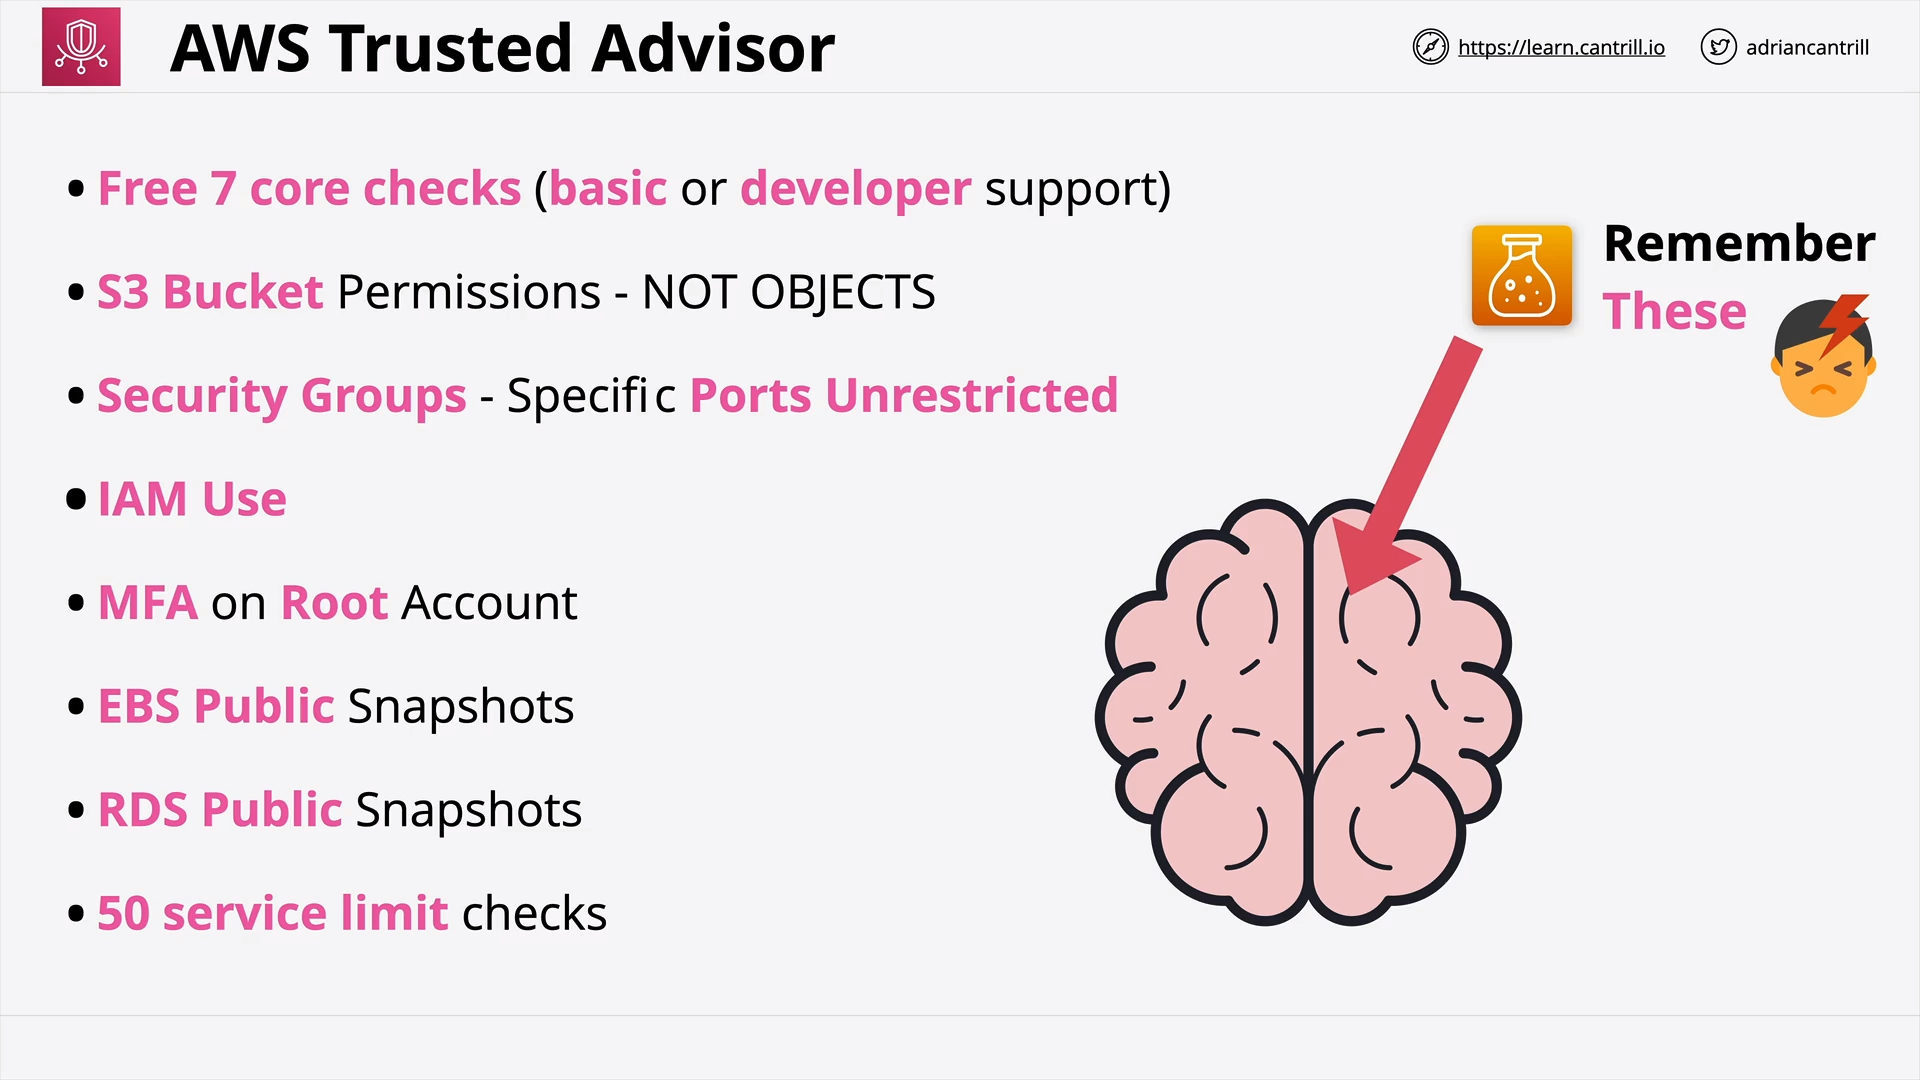 AWS Trusted Advisor
https://learn.cantrill.io
adriancantrill
• Free 7 core checks (basic or developer support)
• S3 Bucket Permissions - NOT OBJECTS
• Security Groups - Specific Ports Unrestricted
• IAM Use
• MFA on Root Account
• EBS Public Snapshots
• RDS Public Snapshots
• 50 service limit checks
Remember
These